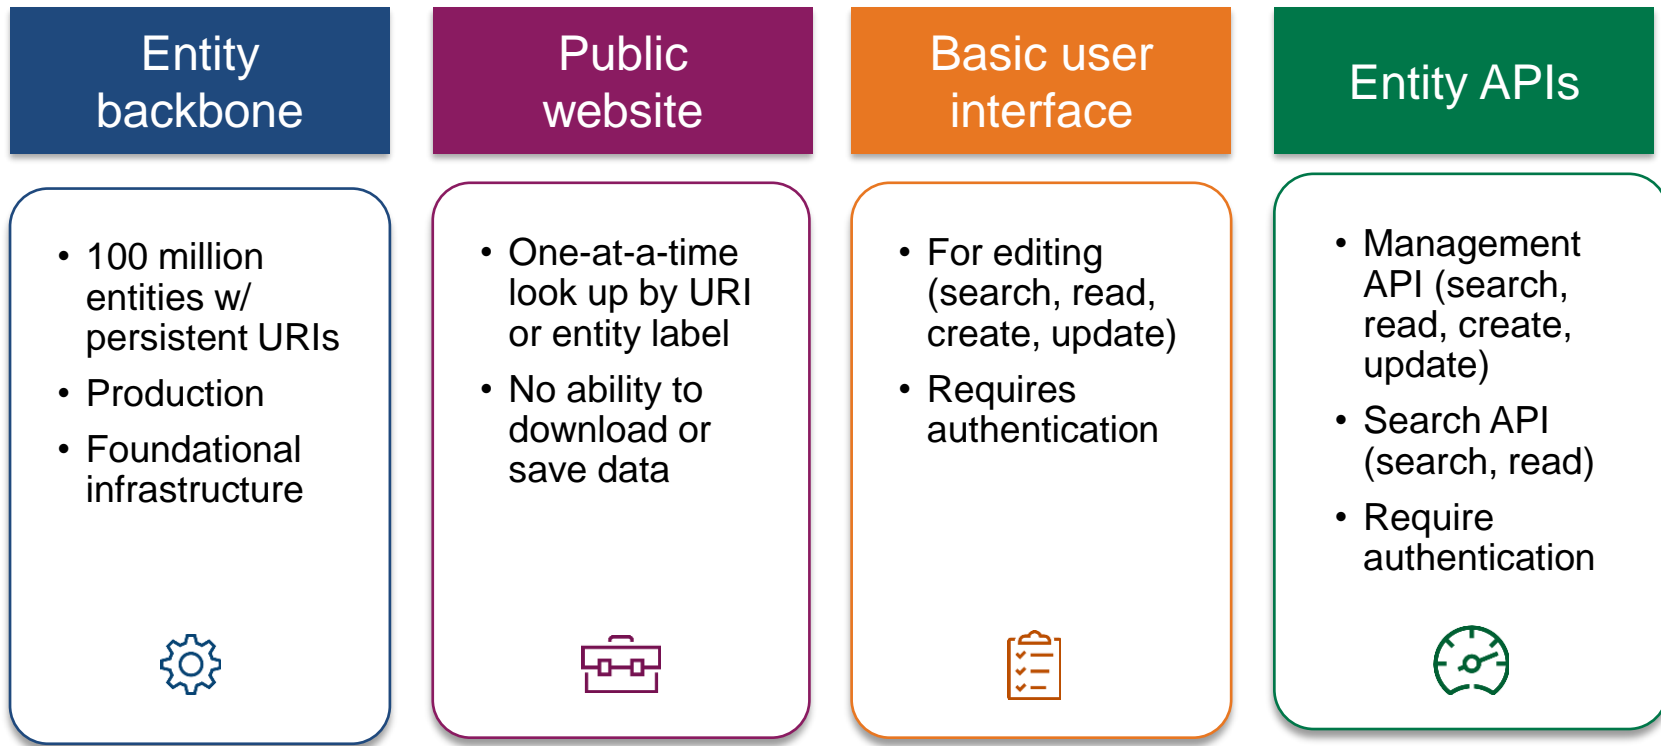 Entity
backbone
• 100 million
entities w/
persistent URIs
• Production
• Foundational
infrastructure
Public
website
• One-at-a-time
look up by URI
or entity label
• No ability to
download or
save data
Basic user
interface
• For editing
(search, read,
create, update)
• Requires
authentication
Entity APIs
• Management
API (search,
read, create,
update)
• Search API
(search, read)
• Require
authentication